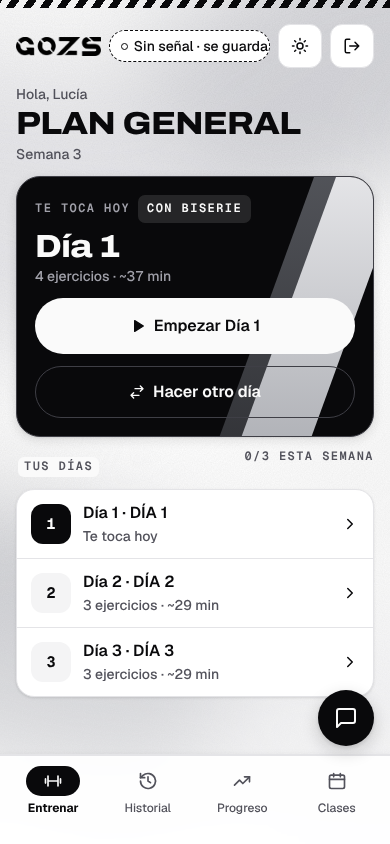 GOZS
Sin señal · se guarda
Hola, Lucía
PLAN GENERAL
Semana 3
TE TOCA HOY CON BISERIE
Día 1
4 ejercicios · ~37 min
Empezar Día 1
Hacer otro día
0/3 ESTA SEMANA
TUS DÍAS
1
Día 1 · DÍA 1
Te toca hoy
2
Día 2 · DÍA 2
3 ejercicios · ~29 min
3
Día 3 · DÍA 3
3 ejercicios · ~29 min
Entrenar Historial Progreso Clases